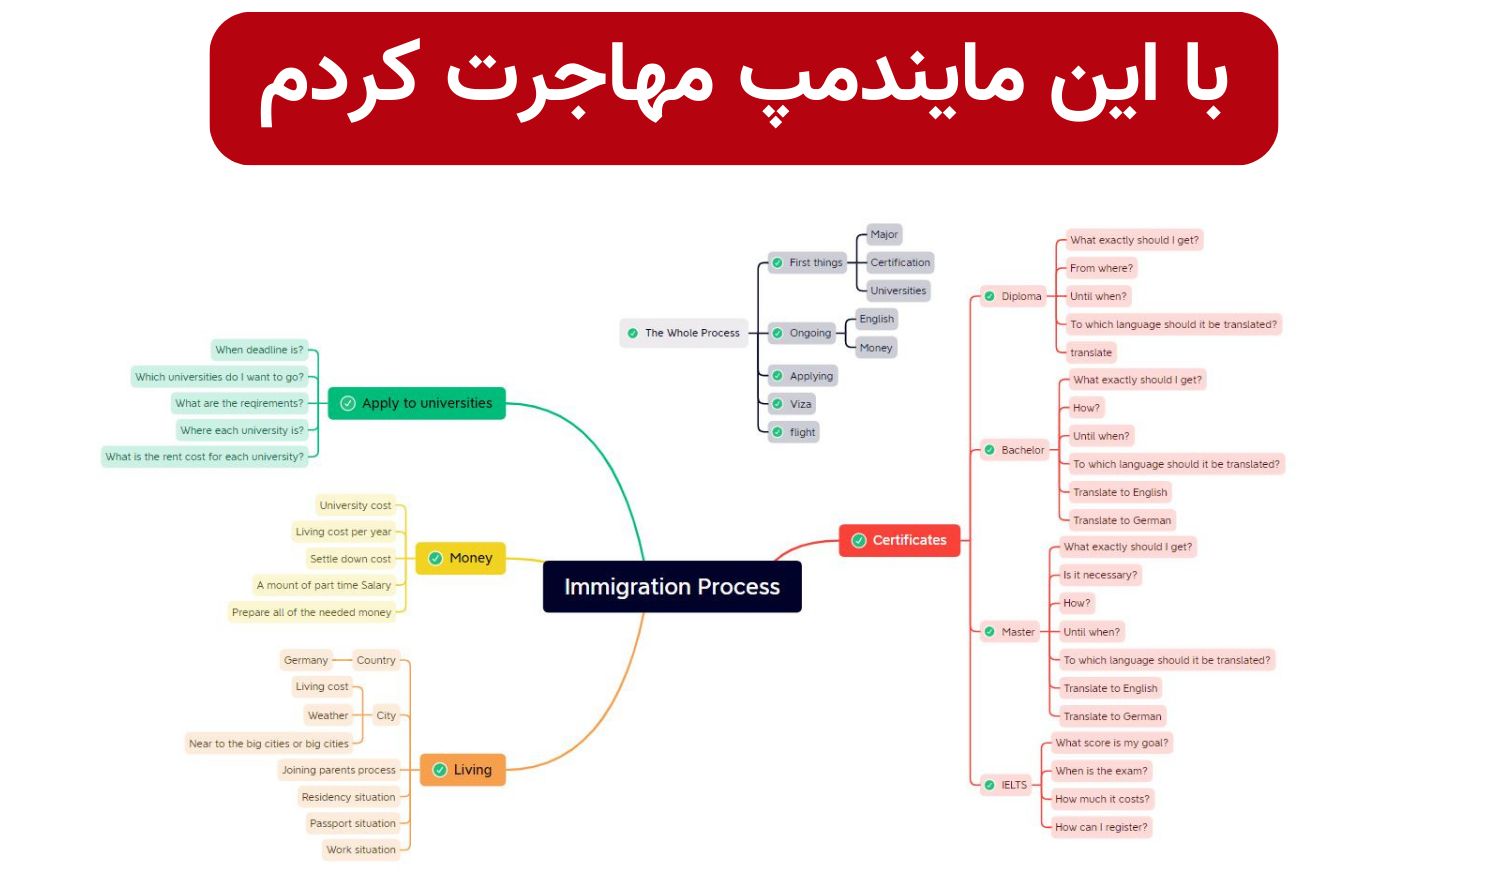 با این مایندمپ مهاجرت کردم
Immigration Process
The Whole Process
First things
Major
Certification
Universities
Ongoing
English
Money
Applying
Viza
flight
Certificates
Diploma
What exactly should I get?
From where?
Until when?
To which language should it be translated?
translate
Bachelor
What exactly should I get?
How?
Until when?
To which language should it be translated?
Translate to English
Translate to German
Master
What exactly should I get?
Is it necessary?
How?
Until when?
To which language should it be translated?
Translate to English
Translate to German
IELTS
What score is my goal?
When is the exam?
How much it costs?
How can I register?
Apply to universities
When deadline is?
Which universities do I want to go?
What are the reqirements?
Where each university is?
What is the rent cost for each university?
Money
University cost
Living cost per year
Settle down cost
A mount of part time Salary
Prepare all of the needed money
Living
Country
Germany
City
Living cost
Weather
Near to the big cities or big cities
Joining parents process
Residency situation
Passport situation
Work situation